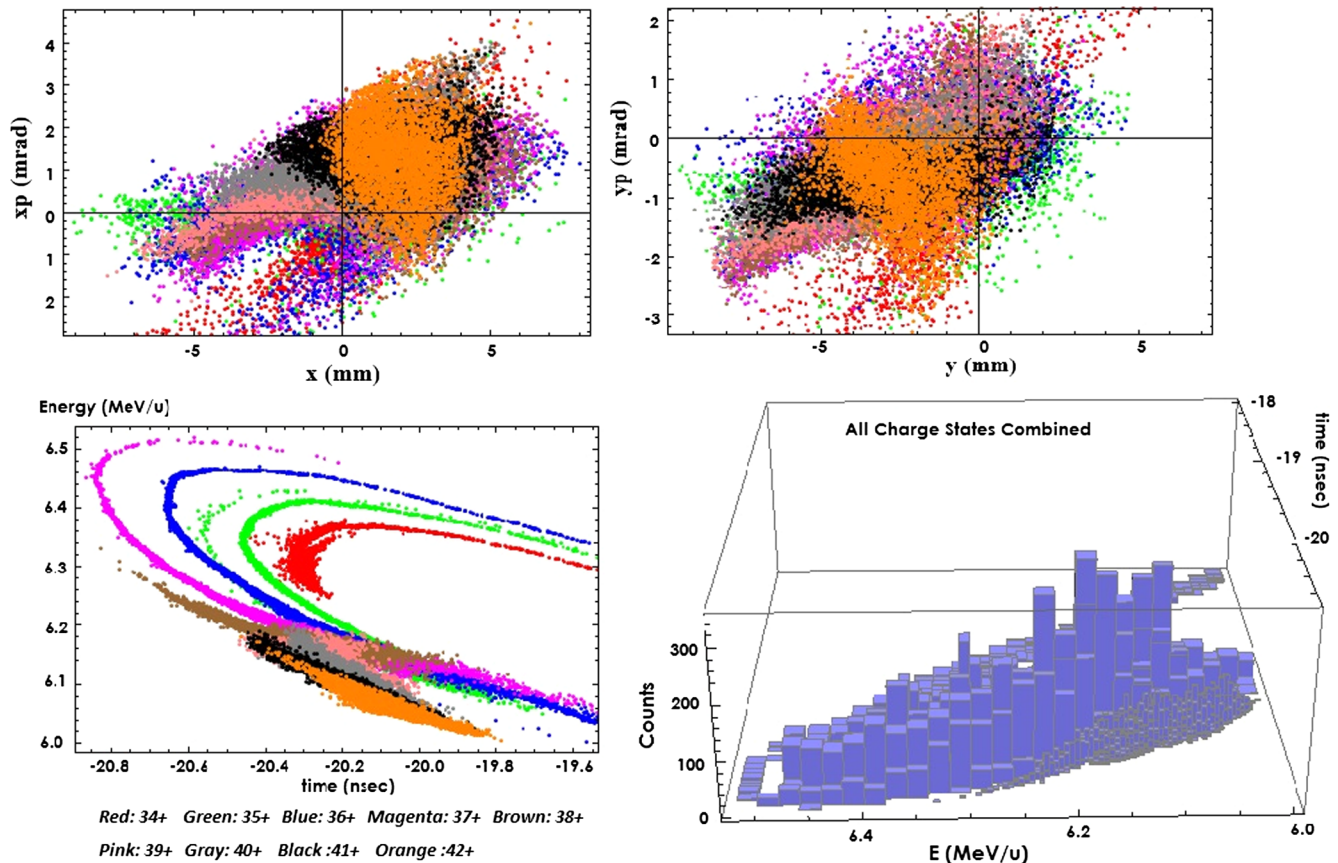 4
3
2
1
0
1
2
xp (mrad)
-5 0 5
x (mm)
2
1
0
-1
-2
-3
yp (mrad)
-5 0 5
y (mm)
Energy (MeV/u)
6.5
6.4
6.3
6.2
6.1
6.0
-20.8 -20.6 -20.4 -20.2 -20.0 -19.8 -19.6
time (nsec)
Red: 34+ Green: 35+ Blue: 36+ Magenta: 37+ Brown: 38+
Pink: 39+ Gray: 40+ Black :41+ Orange :42+
All Charge States Combined
-18
-19
-20
time (nsec)
300
200
100
0
Counts
6.4 6.2 6.0
E (MeV/u)